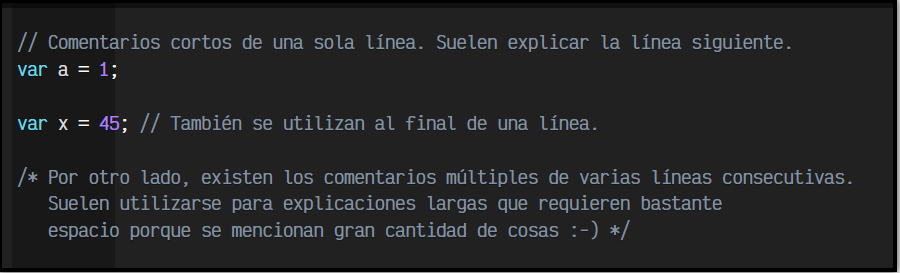 // Comentarios cortos de una sola línea. Suelen explicar la línea siguiente.
var a = 1;
var x = 45; // También se utilizan al final de una línea.
/* Por otro lado, existen los comentarios múltiples de varias líneas consecutivas.
Suelen utilizarse para explicaciones largas que requieren bastante
espacio porque se mencionan gran cantidad de cosas :-) */